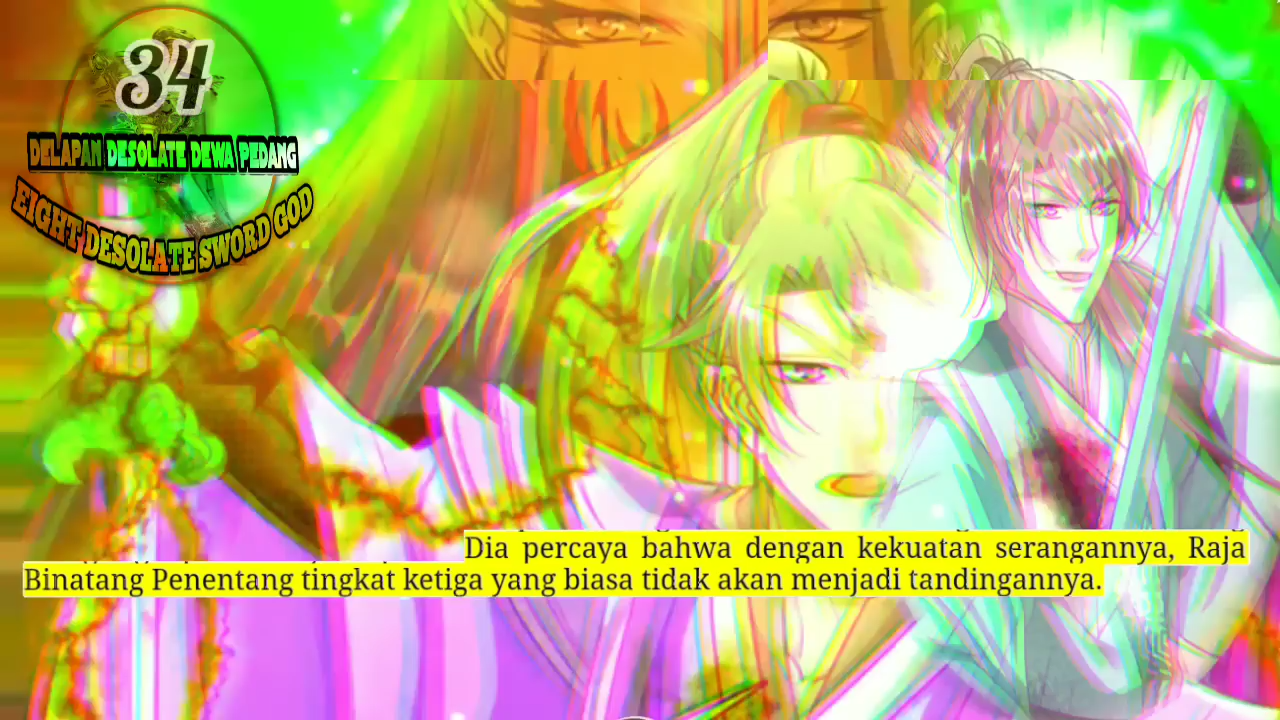 34
DELAPAN DESOLATE DEWA PEDANG
EIGHT DESOLATE SWORD GOD
Dia percaya bahwa dengan kekuatan serangannya, Raja
Binatang Penentang tingkat ketiga yang biasa tidak akan menjadi tandingannya.